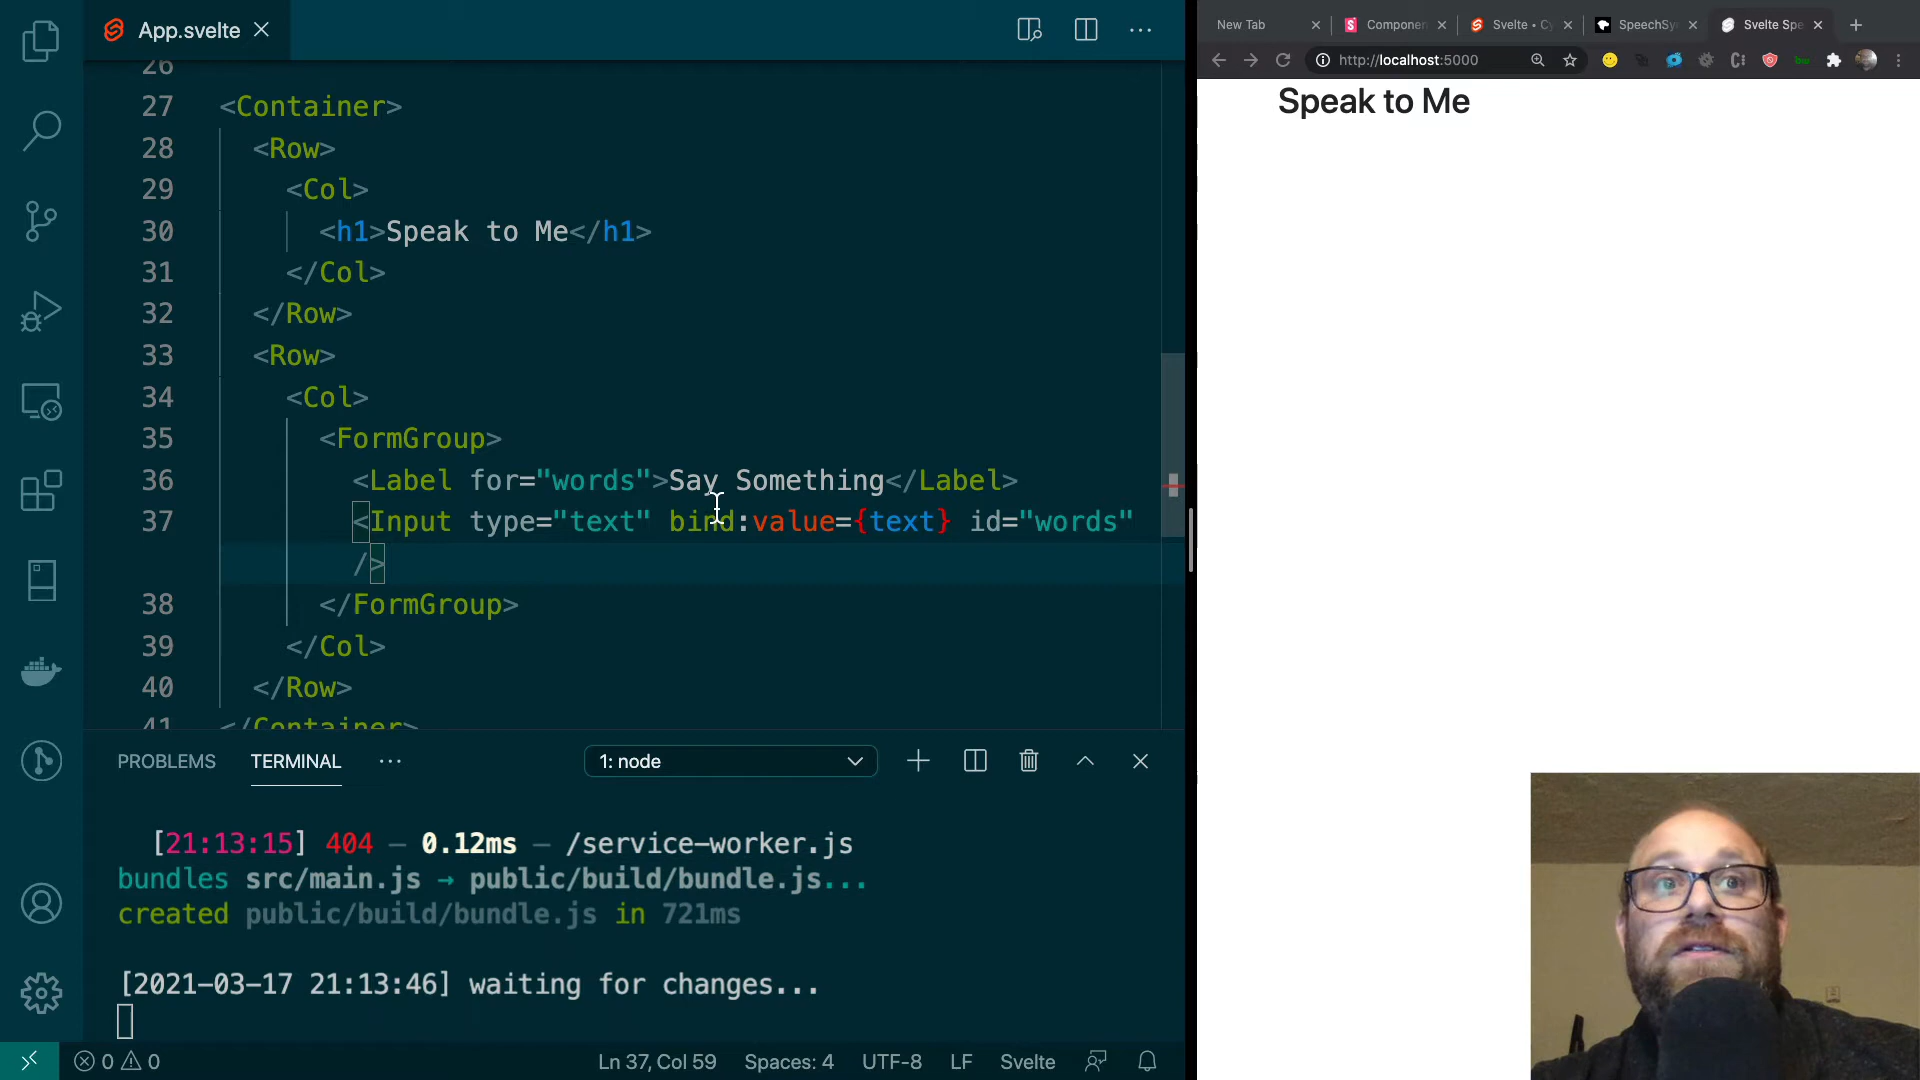 App.svelte
26
27 <Container>
28 <Row>
29 <Col>
30 <h1>Speak to Me</h1>
31 </Col>
32 </Row>
33 <Row>
34 <Col>
35 <FormGroup>
36 <Label for="words">Say Something</Label>
37 <Input type="text" bind:value={text} id="words"
/>
38 </FormGroup>
39 </Col>
40 </Row>
41 </Container>
PROBLEMS TERMINAL ··· 1: node
[21:13:15] 404 — 0.12ms — /service-worker.js
bundles src/main.js → public/build/bundle.js...
created public/build/bundle.js in 721ms
[2021-03-17 21:13:46] waiting for changes...
0 0 Ln 37, Col 59 Spaces: 4 UTF-8 LF Svelte
New Tab Componen Svelte • Cy SpeechSyn Svelte Spe
http://localhost:5000
Speak to Me